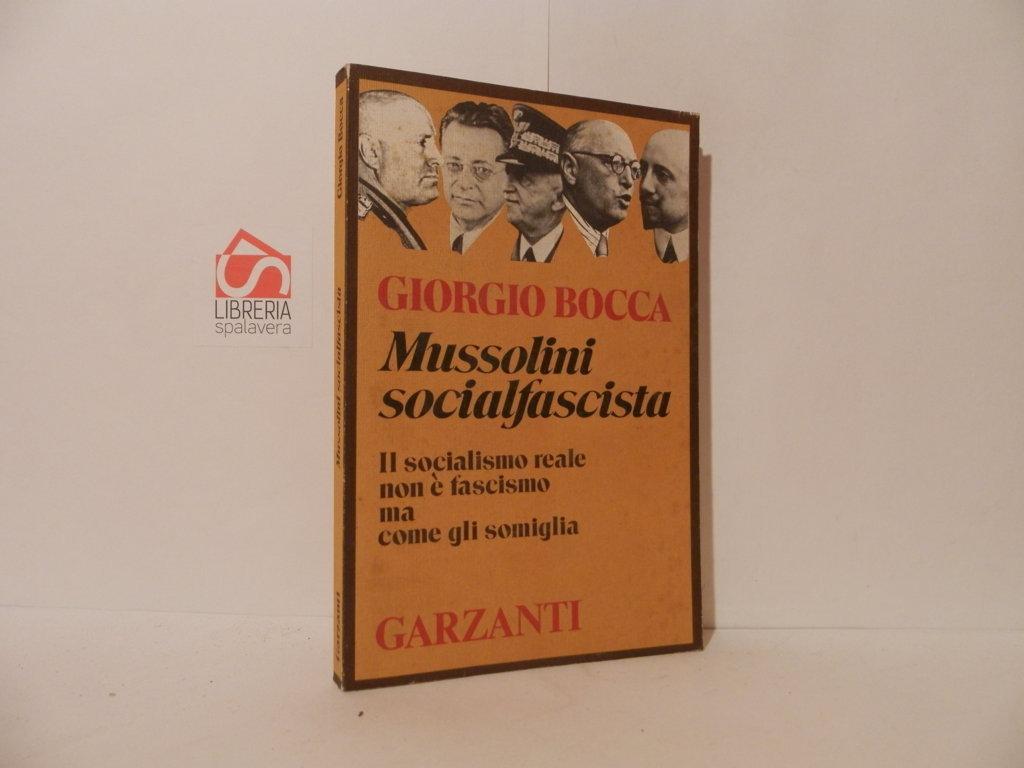 LIBRERIA
spalavera
Giorgio Bocca
Mussolini socialfascista
Garzanti
GIORGIO BOCCA
Mussolini
socialfascista
Il socialismo reale
non è fascismo
ma
come gli somiglia
GARZANTI